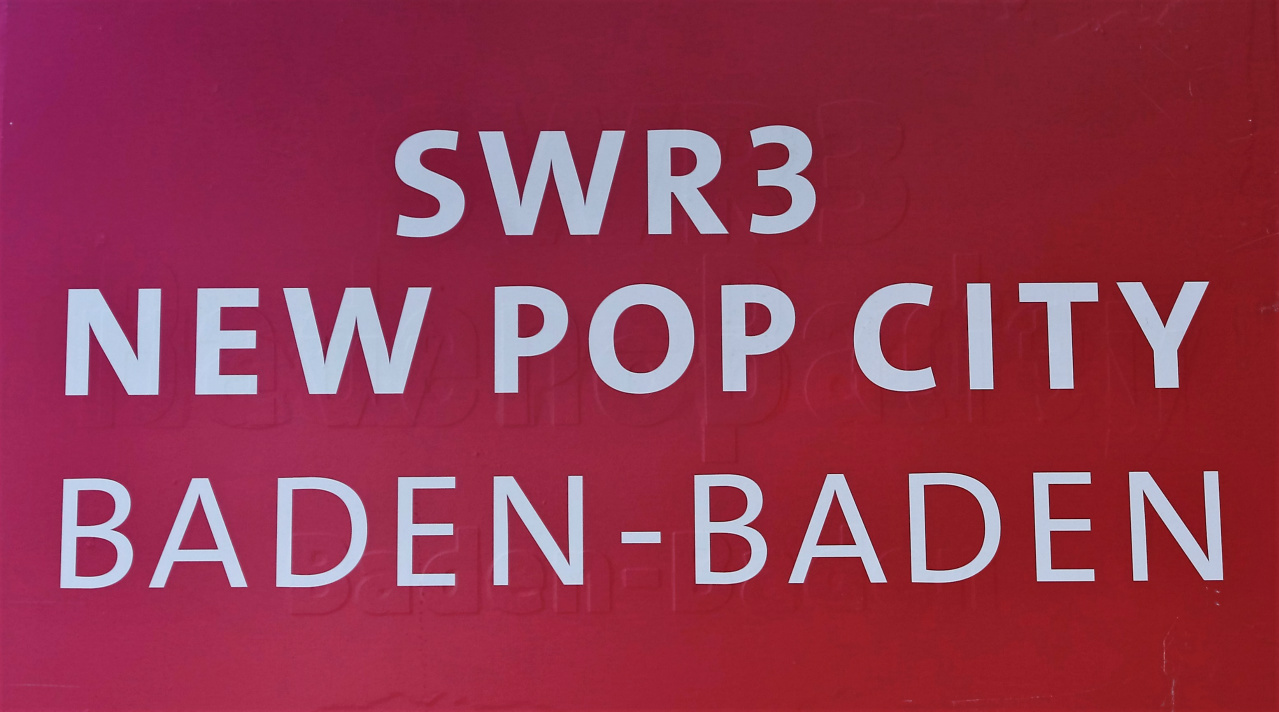 SWR3
NEW POP CITY
BADEN-BADEN